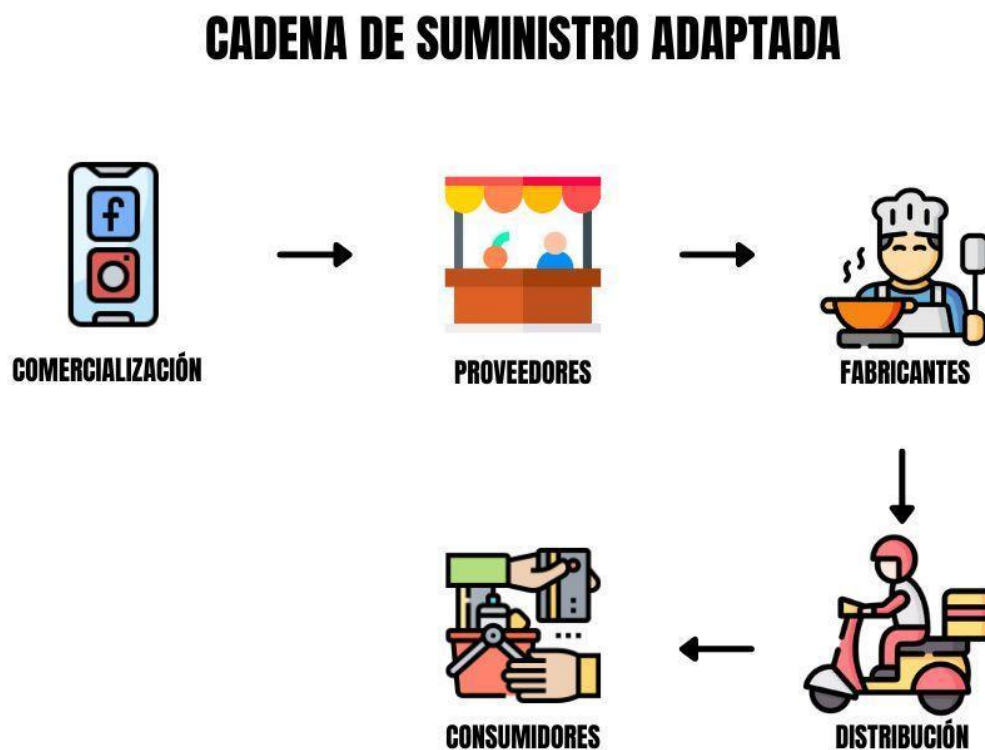 CADENA DE SUMINISTRO ADAPTADA
COMERCIALIZACIÓN
PROVEEDORES
FABRICANTES
CONSUMIDORES
DISTRIBUCIÓN